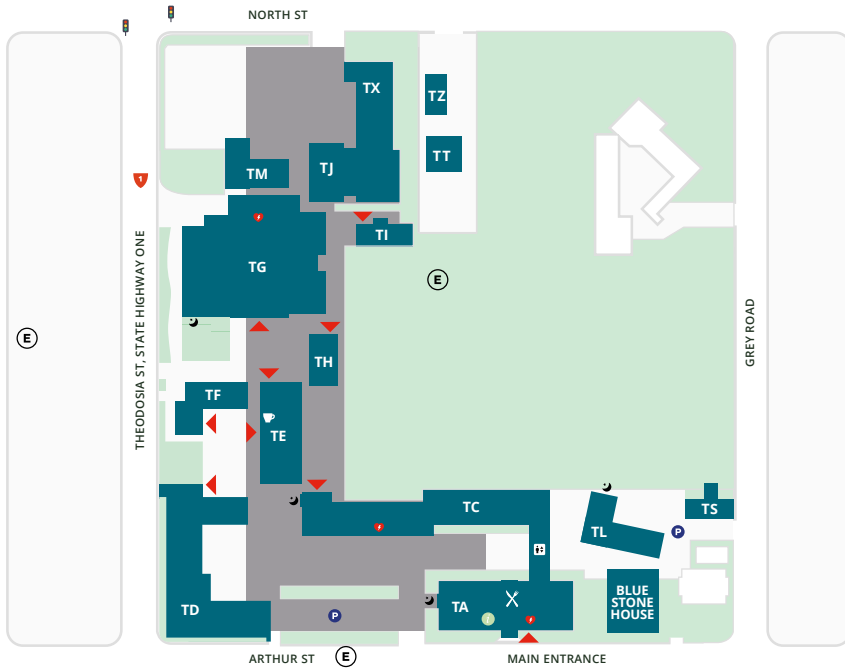 NORTH ST
TX
TZ
TT
TJ
TM
1
TI
TG
E
THEODOSIA ST, STATE HIGHWAY ONE
GREY ROAD
E
TH
TF
TE
TC
TS
TL
P
TD
TA
i
BLUE
STONE
HOUSE
P
ARTHUR ST
E
MAIN ENTRANCE